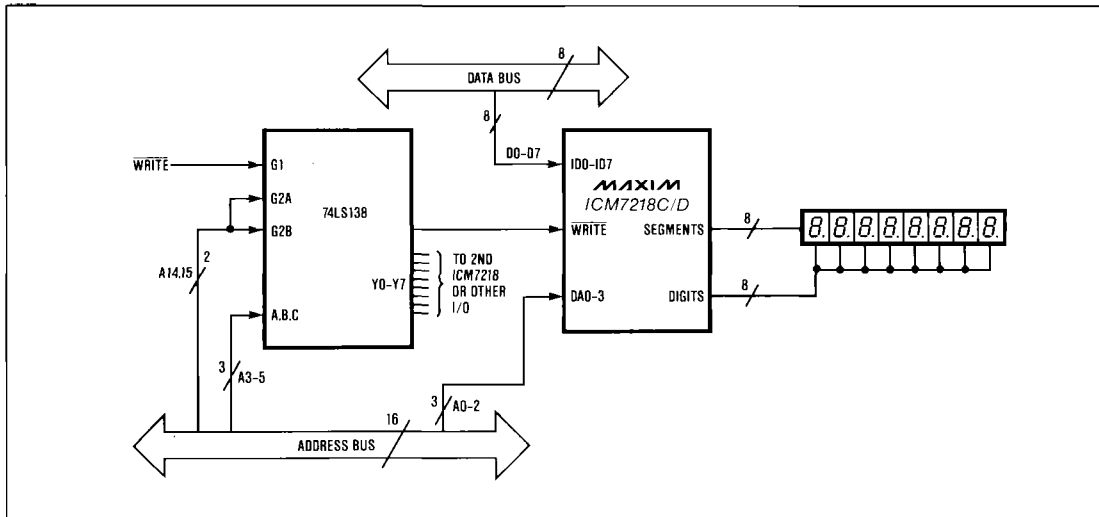 8
DATA BUS
8
D0-D7
WRITE
G1
G2A
G2B
A,B,C
74LS138
Y0-Y7
TO 2ND
ICM7218
OR OTHER
I/O
ID0-ID7
MAXIM
ICM7218C/D
WRITE
SEGMENTS
DA0-3
DIGITS
8
8
8.8.8.8.8.8.8.8.
2
A14,15
3
A3-5
3
A0-2
16
ADDRESS BUS